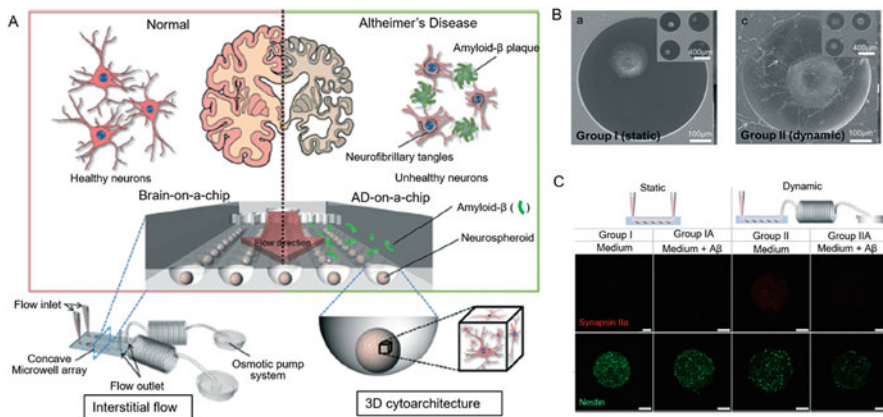 A
Normal
Alzheimer's Disease
Amyloid-β plaque
Neurofibrillary tangles
Healthy neurons
Unhealthy neurons
Brain-on-a-chip
AD-on-a-chip
Amyloid-β ( )
Flow direction
Neurospheroid
Flow inlet
Concave
Microwell array
Flow outlet
Osmotic pump
system
Interstitial flow
3D cytoarchitecture
B
a
400μm
Group I (static)
100μm
c
400μm
Group II (dynamic)
100μm
C
Static
Dynamic
Group I
Medium
Group IA
Medium + Aβ
Group II
Medium
Group IIA
Medium + Aβ
Synapsin IIa
Nestin